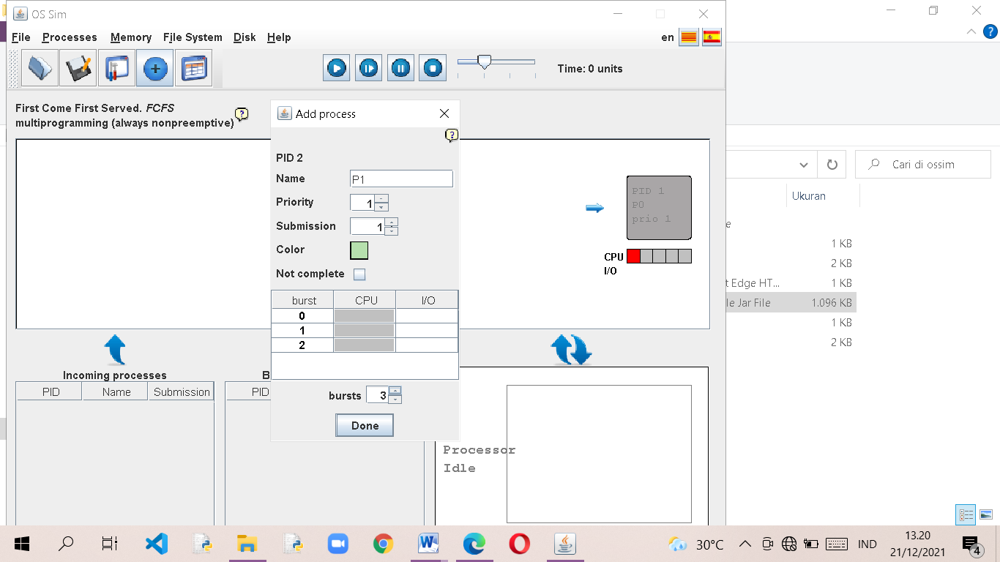 OS Sim
File Processes Memory File System Disk Help
en
Time: 0 units
First Come First Served. FCFS
multiprogramming (always nonpreemptive)
?
Add process
?
PID 2
Name P1
Priority 1
Submission 1
Color
Not complete
burst CPU I/O
0
1
2
bursts 3
Done
PID 1
P0
prio 1
CPU
I/O
Incoming processes
PID Name Submission
B
PID
Processor
Idle
?
Cari di ossim
Ukuran
e
1 KB
2 KB
t Edge HT... 1 KB
le Jar File 1.096 KB
1 KB
2 KB
W
30°C
IND
13.20
21/12/2021
4